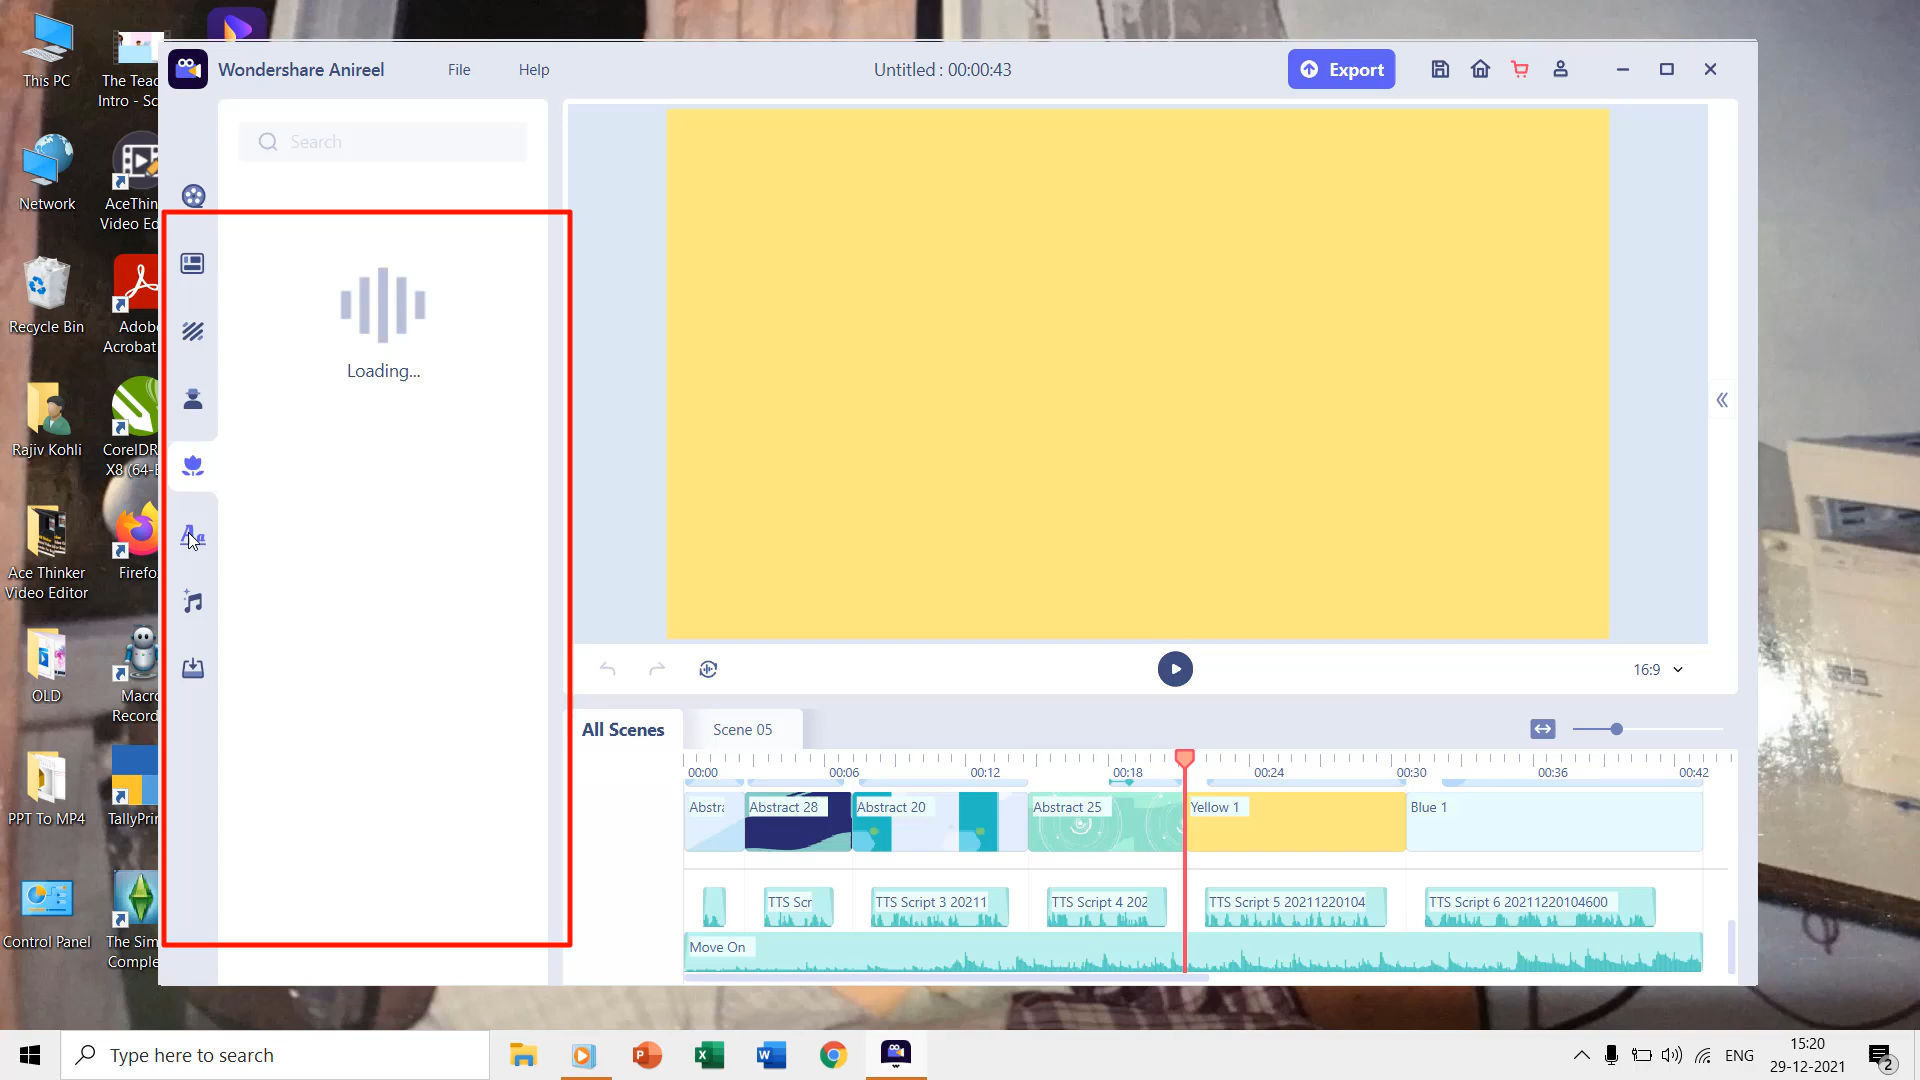 This PC
The Teac
Intro - Sc
Network
AceThin
Video Ed
Recycle Bin
Adob
Acrobat
Rajiv Kohli
CorelDR
X8 (64-B
Ace Thinker
Video Editor
Firefo
OLD
Macro
Record
PPT To MP4
TallyPrin
Control Panel
The Sim
Comple
Wondershare Anireel
File
Help
Untitled : 00:00:43
Export
Search
Loading...
Aa
16:9
All Scenes
Scene 05
00:00
00:06
00:12
00:18
00:24
00:30
00:36
00:42
Abstra
Abstract 28
Abstract 20
Abstract 25
Yellow 1
Blue 1
TTS Scr
TTS Script 3 20211
TTS Script 4 202
TTS Script 5 20211220104
TTS Script 6 20211220104600
Move On
Type here to search
ENG
15:20
29-12-2021
2